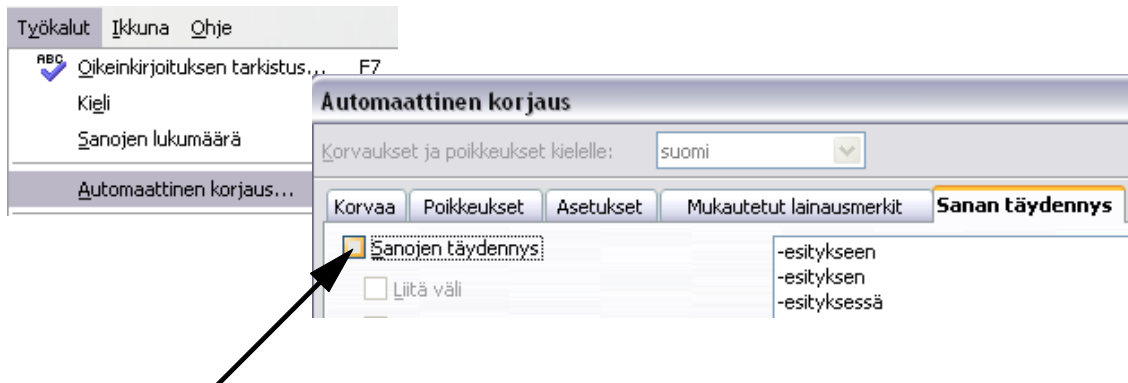 Työkalut Ikkuna Ohje
ABC Oikeinkirjoituksen tarkistus... F7
Kieli
Sanojen lukumäärä
Automaattinen korjaus...
Automaattinen korjaus
Korvaukset ja poikkeukset kielelle: suomi
Korvaa Poikkeukset Asetukset Mukautetut lainausmerkit Sanan täydennys
Sanojen täydennys
Liitä väli
-esitykseen
-esityksen
-esityksessä